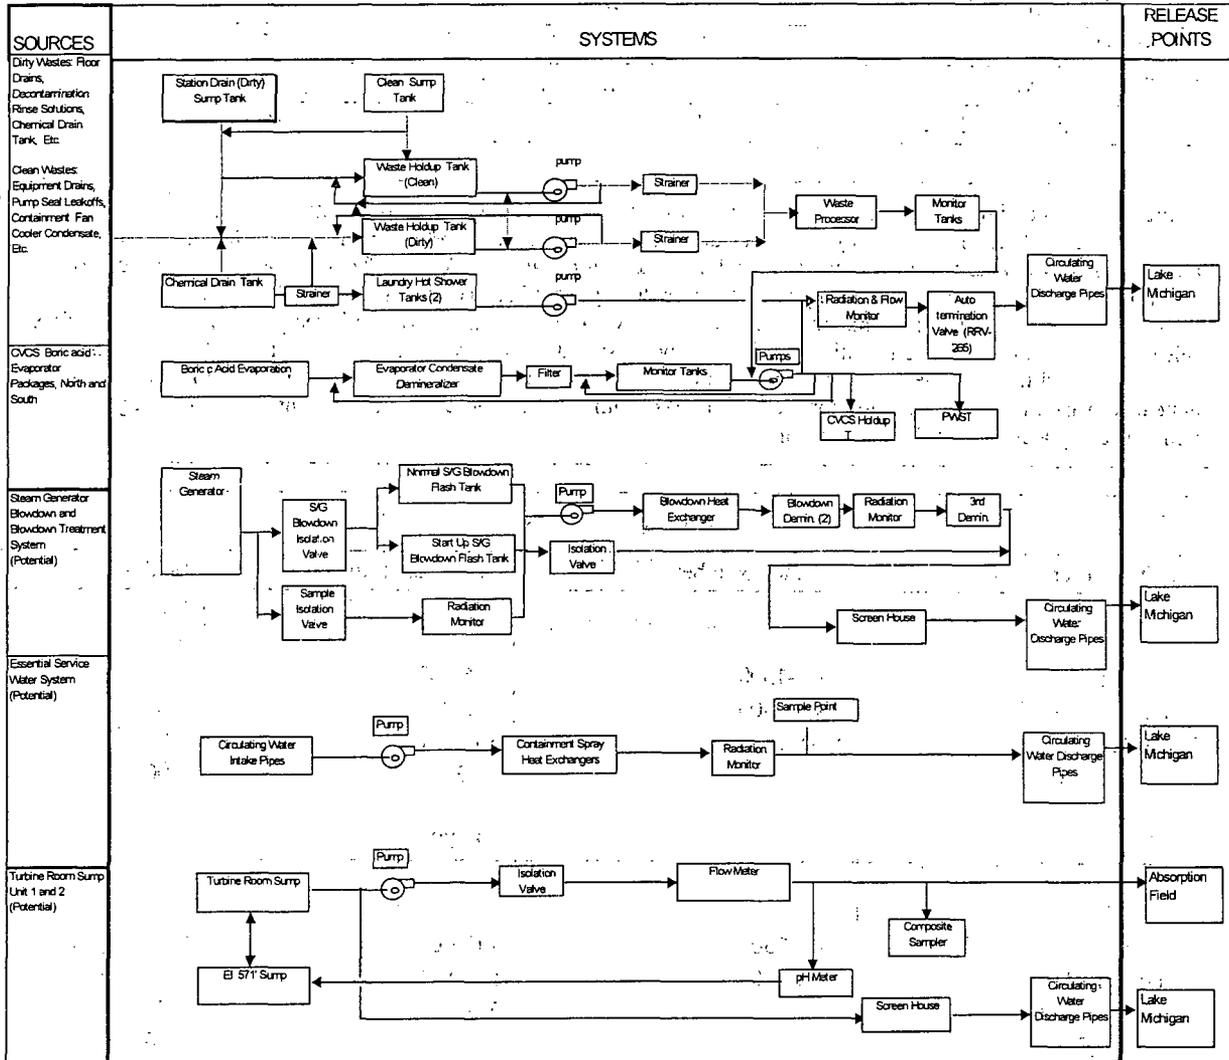 SOURCES
SYSTEMS
RELEASE
POINTS
Dirty Wastes: Floor
Drains,
Decontamination
Rinse Solutions,
Chemical Drain
Tank, Etc.
Clean Wastes:
Equipment Drains,
Pump Seal Leakoffs,
Containment Fan
Cooler Condensate,
Etc.
Station Drain (Dirty)
Sump Tank
Clean Sump
Tank
Waste Holdup Tank
(Clean)
pump
Strainer
Waste Holdup Tank
(Dirty)
pump
Strainer
Waste
Processor
Monitor
Tanks
Chemical Drain Tank
Strainer
Laundry Hot Shower
Tanks (2)
pump
Radiation & Flow
Monitor
Auto
termination
Valve (RRV-
285)
Circulating
Water
Discharge Pipes
Lake
Michigan
CVCS Boric acid
Evaporator
Packages, North and
South
Boric c Acid Evaporation
Evaporator Condensate
Demineralizer
Filter
Monitor Tanks
Pumps
CVCS Holdup
T
PWST
Steam Generator
Blowdown and
Blowdown Treatment
System
(Potential)
Steam
Generator
S/G
Blowdown
Isolation
Valve
Normal S/G Blowdown
Flash Tank
Start Up S/G
Blowdown Flash Tank
Pump
Isolation
Valve
Blowdown Heat
Exchanger
Blowdown
Demin. (2)
Radiation
Monitor
3rd
Demin.
Sample
Isolation
Valve
Radiation
Monitor
Screen House
Circulating
Water
Discharge Pipes
Lake
Michigan
Essential Service
Water System
(Potential)
Circulating Water
Intake Pipes
Pump
Containment Spray
Heat Exchangers
Radiation
Monitor
Sample Point
Circulating
Water Discharge
Pipes
Lake
Michigan
Turbine Room Sump
Unit 1 and 2
(Potential)
Turbine Room Sump
Pump
Isolation
Valve
Flow Meter
Composite
Sampler
Absorption
Field
El 571' Sump
pH Meter
Screen House
Circulating
Water
Discharge Pipes
Lake
Michigan